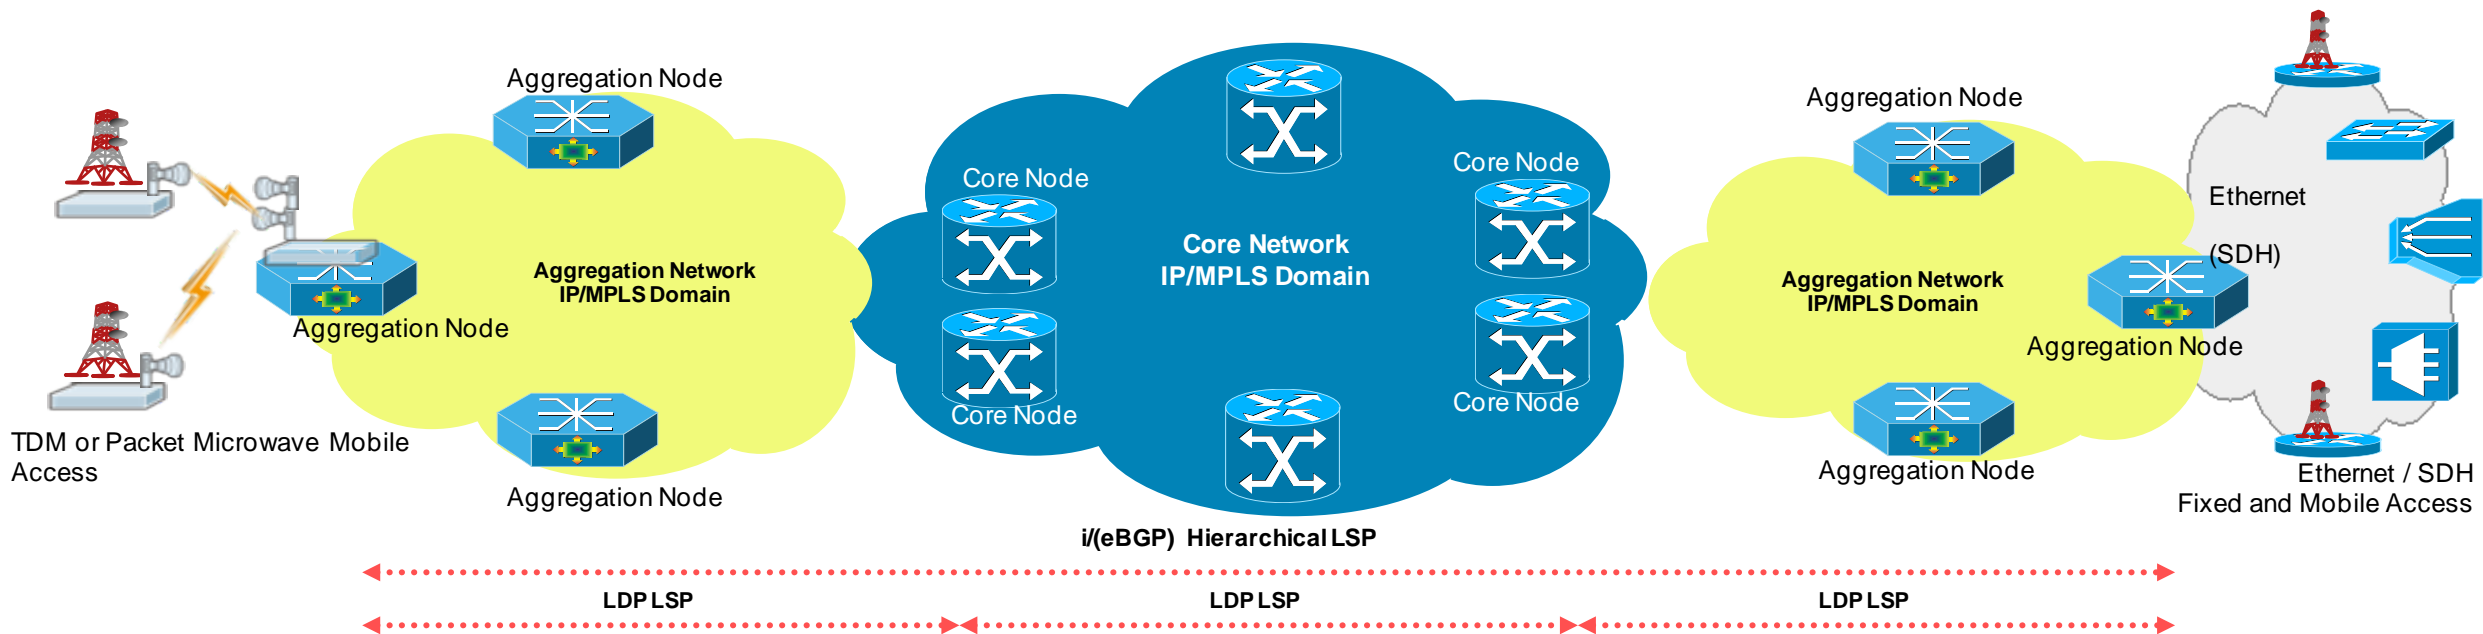 Aggregation Node
Aggregation Node
Core Node
Core Node
Ethernet
(SDH)
Core Network
IP/MPLS Domain
Aggregation Network
IP/MPLS Domain
Aggregation Network
IP/MPLS Domain
Aggregation Node
Aggregation Node
Core Node
Core Node
TDM or Packet Microwave Mobile
Access
Aggregation Node
Aggregation Node
Ethernet / SDH
Fixed and Mobile Access
i/(eBGP) Hierarchical LSP
LDP LSP
LDP LSP
LDP LSP